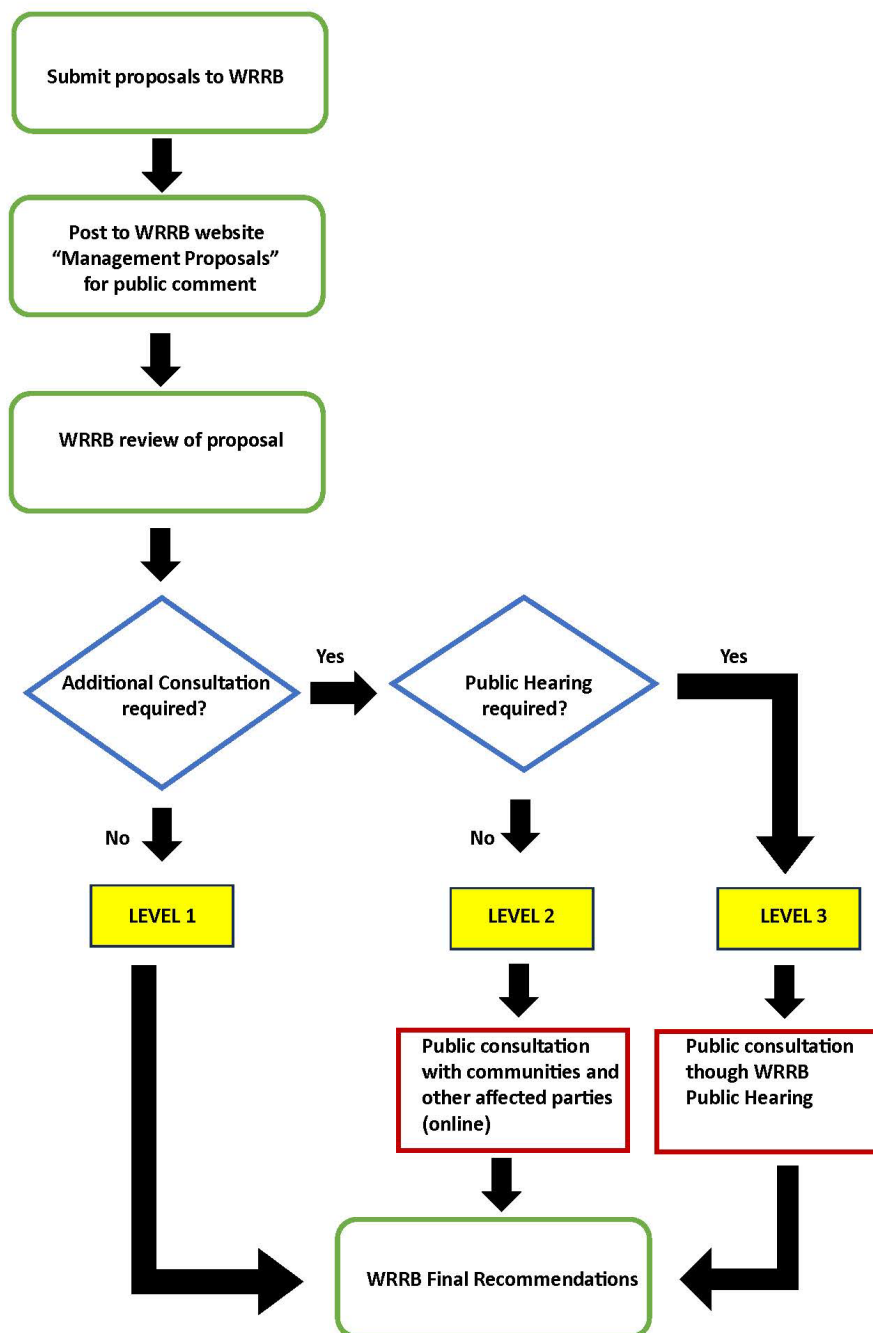 Submit proposals to WRRB
Post to WRRB website
“Management Proposals”
for public comment
WRRB review of proposal
Additional Consultation
required?
Yes
Public Hearing
required?
Yes
No
No
LEVEL 1
LEVEL 2
LEVEL 3
Public consultation
with communities and
other affected parties
(online)
Public consultation
though WRRB
Public Hearing
WRRB Final Recommendations